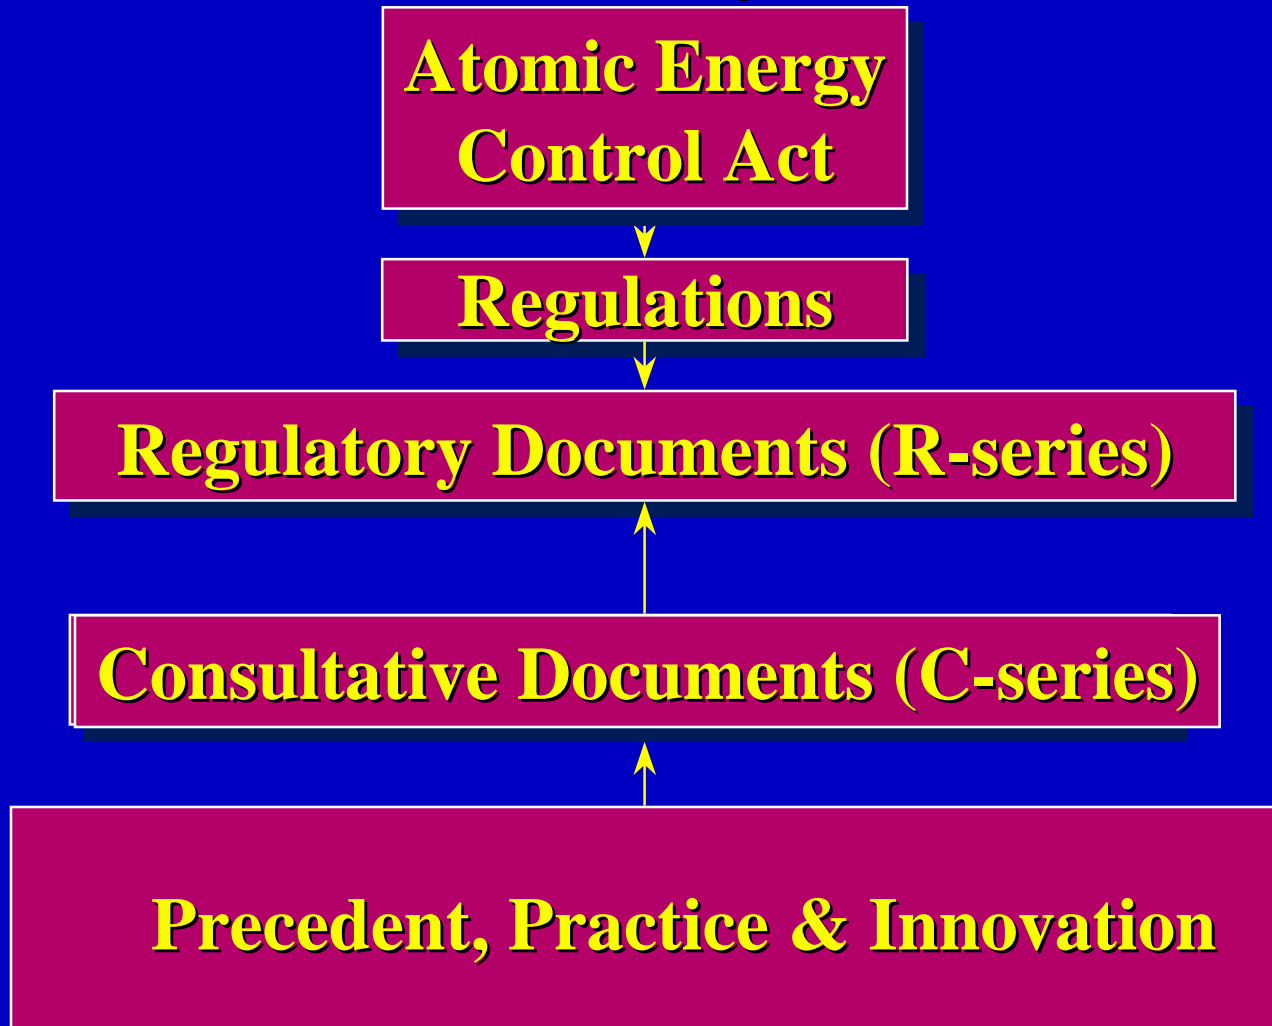 Atomic Energy
Control Act
Regulations
Regulatory Documents (R-series)
Consultative Documents (C-series)
Precedent, Practice & Innovation